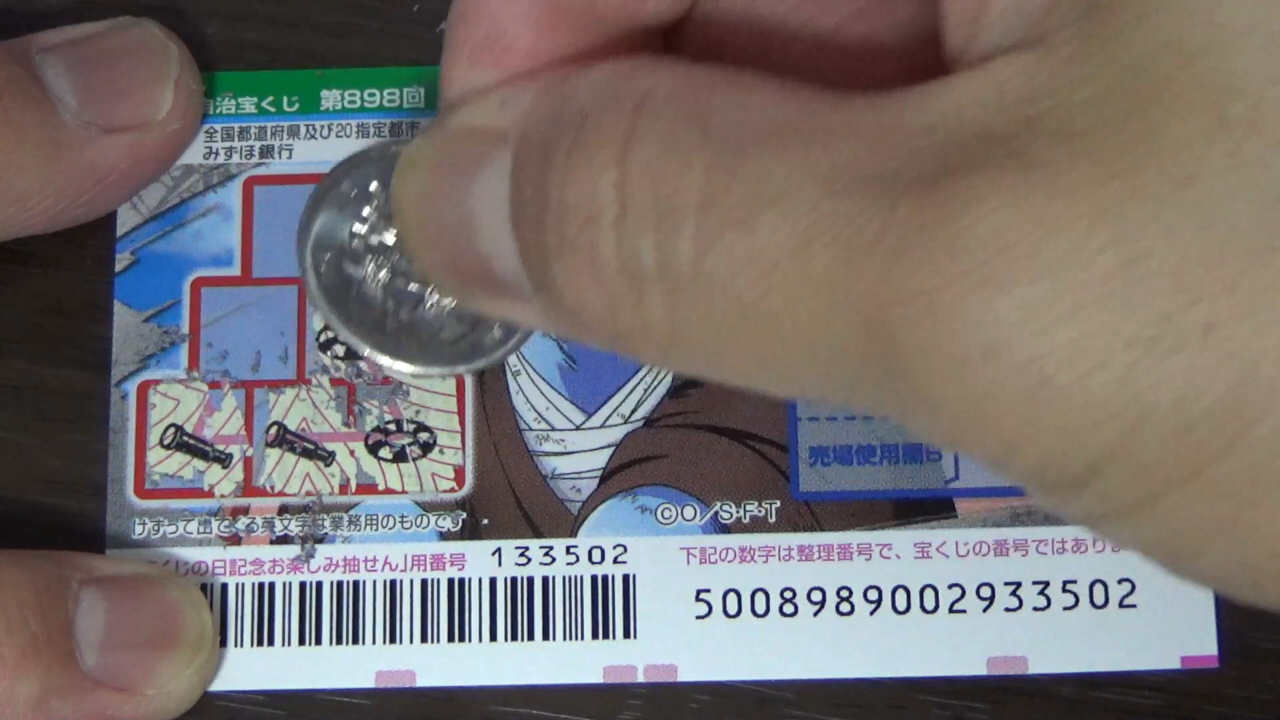 自治宝くじ 第898回
全国都道府県及び20指定都市
みずほ銀行
売場使用欄B
けずって出てくる英文字は業務用のものです
©O/S・F・T
くじの日記念お楽しみ抽せん」用番号 133502
下記の数字は整理番号で、宝くじの番号ではありま
5008989002933502